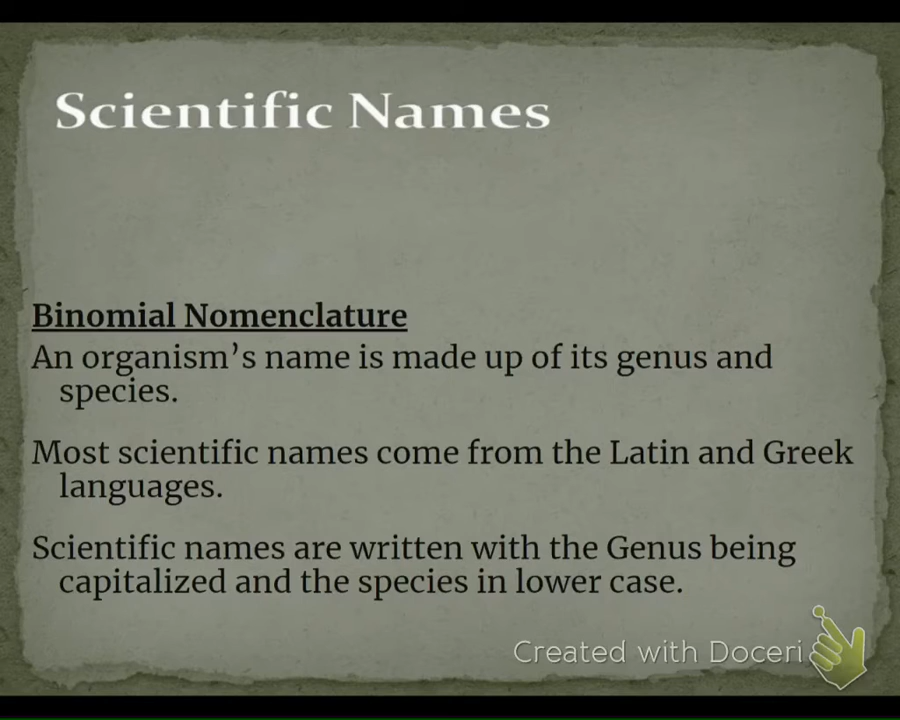 Scientific Names
Binomial Nomenclature
An organism’s name is made up of its genus and
species.
Most scientific names come from the Latin and Greek
languages.
Scientific names are written with the Genus being
capitalized and the species in lower case.
Created with Doceri